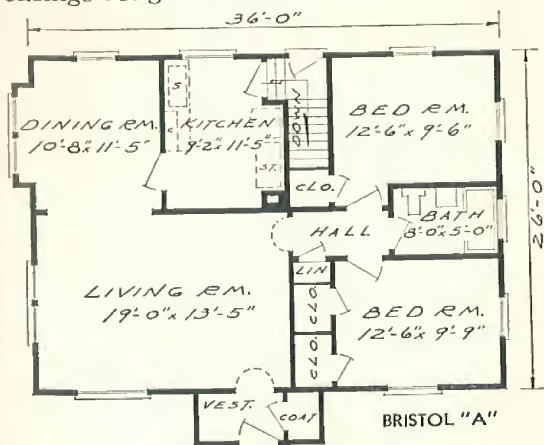 36'-0"
DINING RM.
10'-8" x 11'-5"
KITCHEN
9'-2" x 11'-5"
S
ST.
DOWN
CLO.
BED RM.
12'-6" x 9'-6"
BATH
8'-0" x 5'-0"
26'-0"
HALL
LIN
CLO.
CLO.
LIVING RM.
19'-0" x 13'-5"
BED RM.
12'-6" x 9'-9"
VEST.
COAT
BRISTOL "A"